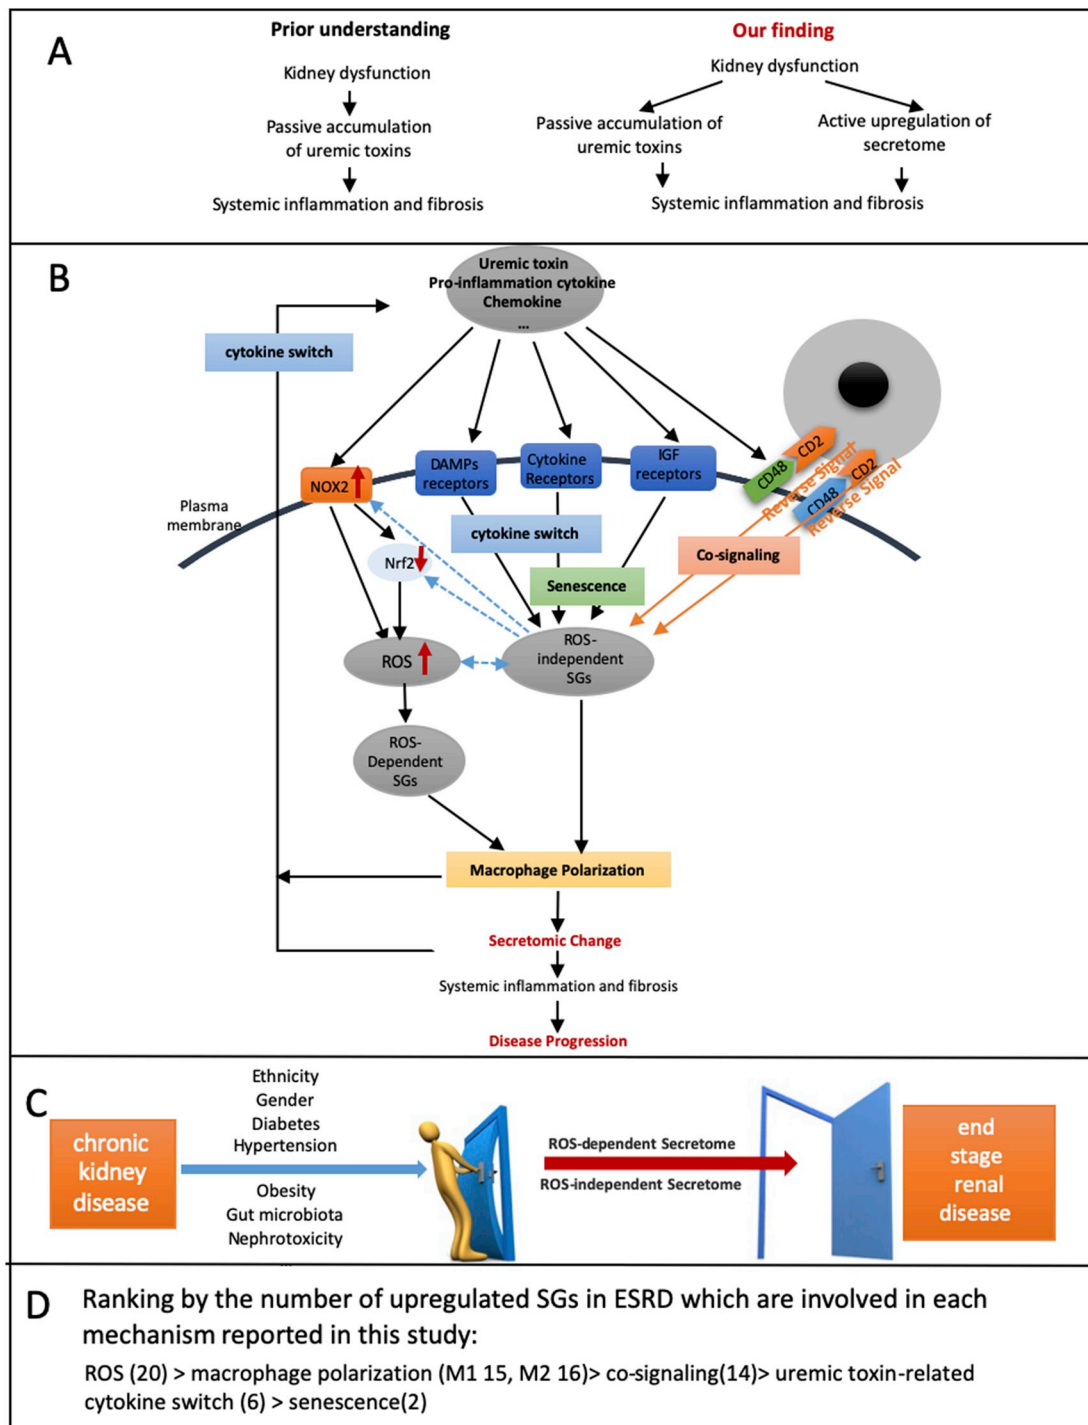 A
Prior understanding
Kidney dysfunction
Passive accumulation
of uremic toxins
Systemic inflammation and fibrosis
Our finding
Kidney dysfunction
Passive accumulation of
uremic toxins
Active upregulation of
secretome
Systemic inflammation and fibrosis
B
Uremic toxin
Pro-inflammation cytokine
Chemokine
...
cytokine switch
NOX2
DAMPs
receptors
Cytokine
Receptors
IGF
receptors
CD48
CD2
CD48
CD2
Reverse Signal
Reverse Signal
Plasma
membrane
cytokine switch
Co-signaling
Nrf2
Senescence
ROS
ROS-
independent
SGs
ROS-
Dependent
SGs
Macrophage Polarization
Secretomic Change
Systemic inflammation and fibrosis
Disease Progression
C
chronic
kidney
disease
Ethnicity
Gender
Diabetes
Hypertension
Obesity
Gut microbiota
Nephrotoxicity
...
ROS-dependent Secretome
ROS-independent Secretome
end
stage
renal
disease
D
Ranking by the number of upregulated SGs in ESRD which are involved in each
mechanism reported in this study:
ROS (20) > macrophage polarization (M1 15, M2 16)> co-signaling(14)> uremic toxin-related
cytokine switch (6) > senescence(2)